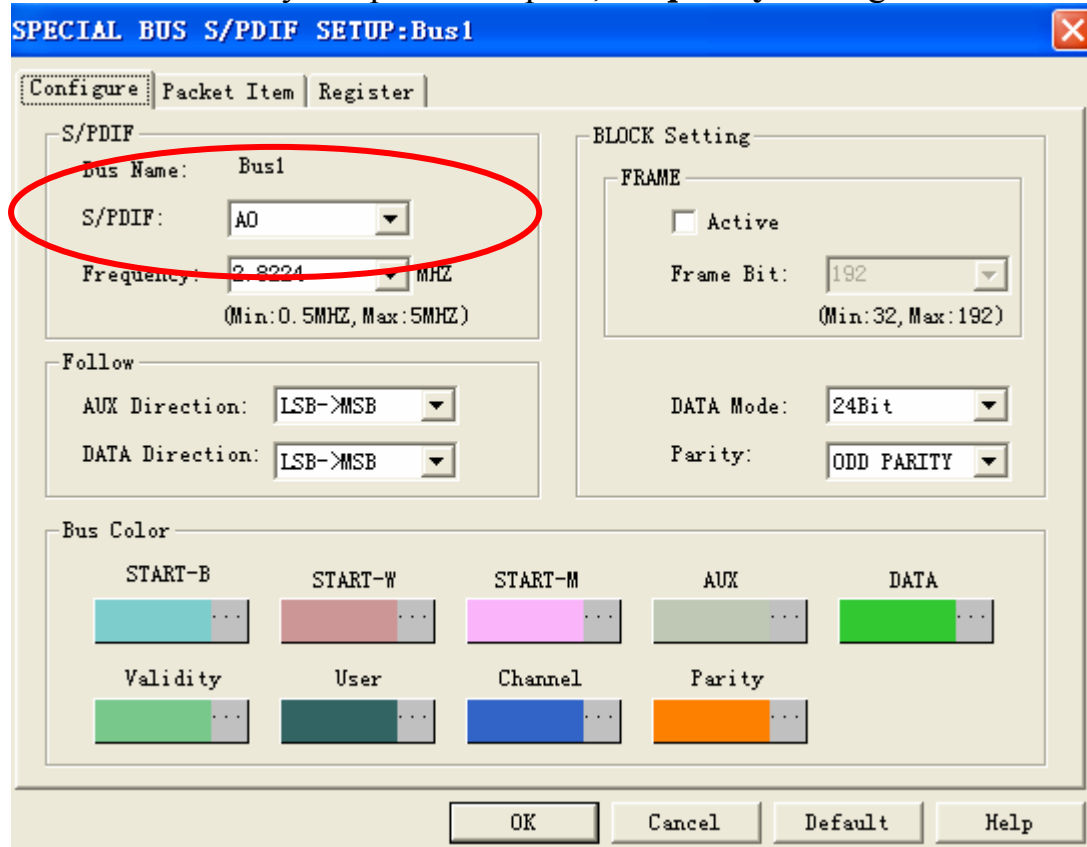 SPECIAL BUS S/PDIF SETUP:Bus1
Configure Packet Item Register
S/PDIF
Bus Name: Bus1
S/PDIF: A0
Frequency: 2.8224 MHZ
(Min:0.5MHZ,Max:5MHZ)
Follow
AUX Direction: LSB->MSB
DATA Direction: LSB->MSB
BLOCK Setting
FRAME
Active
Frame Bit: 192
(Min:32,Max:192)
DATA Mode: 24Bit
Parity: ODD PARITY
Bus Color
START-B START-W START-M AUX DATA
... ... ... ... ...
Validity User Channel Parity
... ... ... ...
OK Cancel Default Help